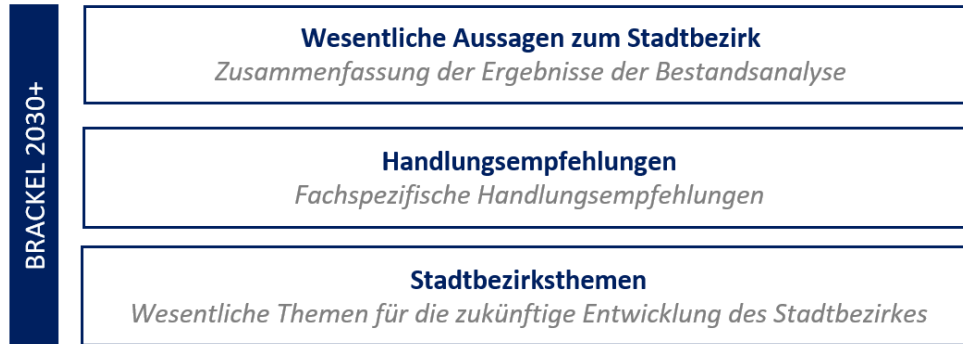 BRACKEL 2030+
Wesentliche Aussagen zum Stadtbezirk
Zusammenfassung der Ergebnisse der Bestandsanalyse
Handlungsempfehlungen
Fachspezifische Handlungsempfehlungen
Stadtbezirksthemen
Wesentliche Themen für die zukünftige Entwicklung des Stadtbezirkes